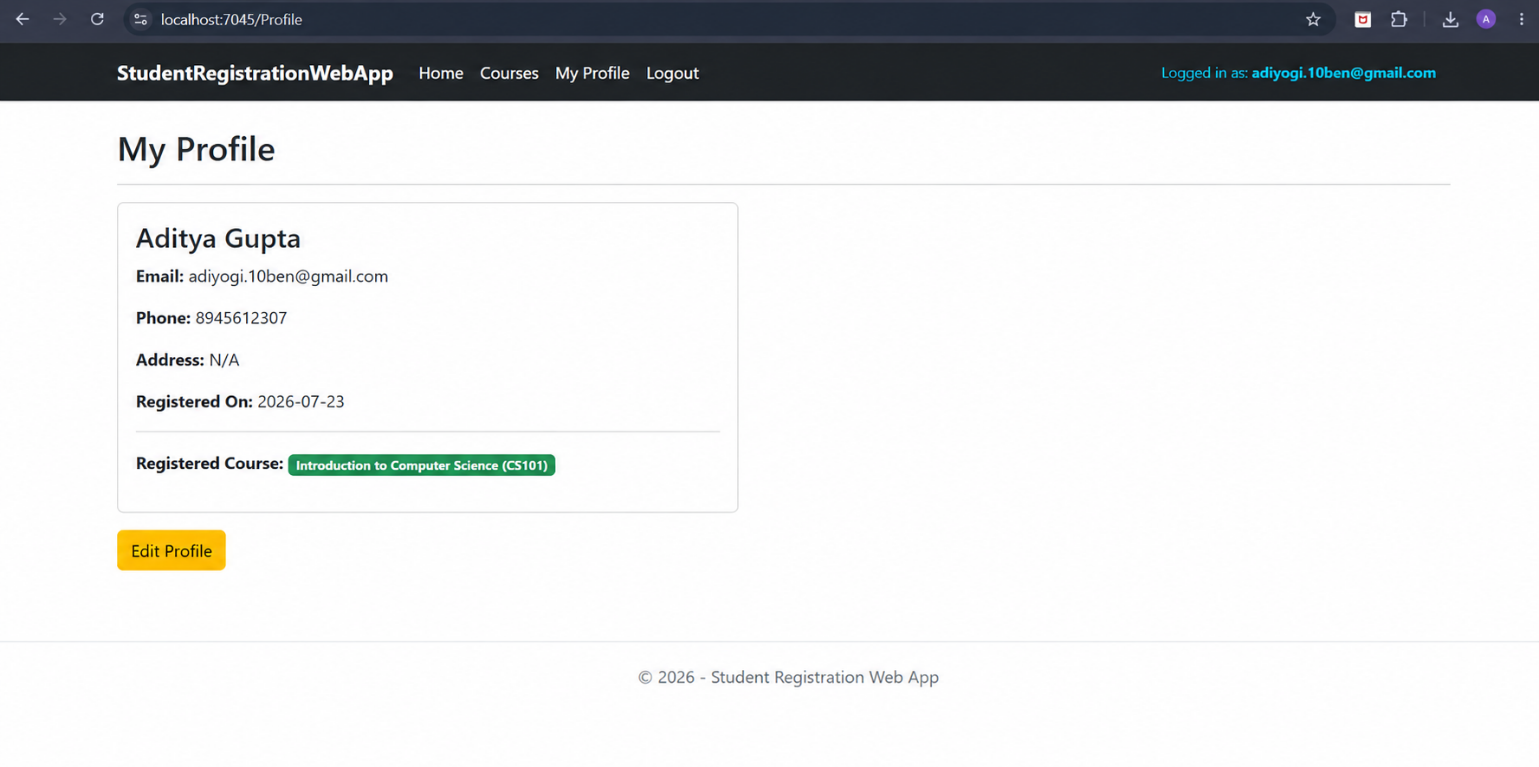 localhost:7045/Profile
A
StudentRegistrationWebApp Home Courses My Profile Logout Logged in as: adiyogi.10ben@gmail.com
My Profile
Aditya Gupta
Email: adiyogi.10ben@gmail.com
Phone: 8945612307
Address: N/A
Registered On: 2026-07-23
Registered Course: Introduction to Computer Science (CS101)
Edit Profile
© 2026 - Student Registration Web App